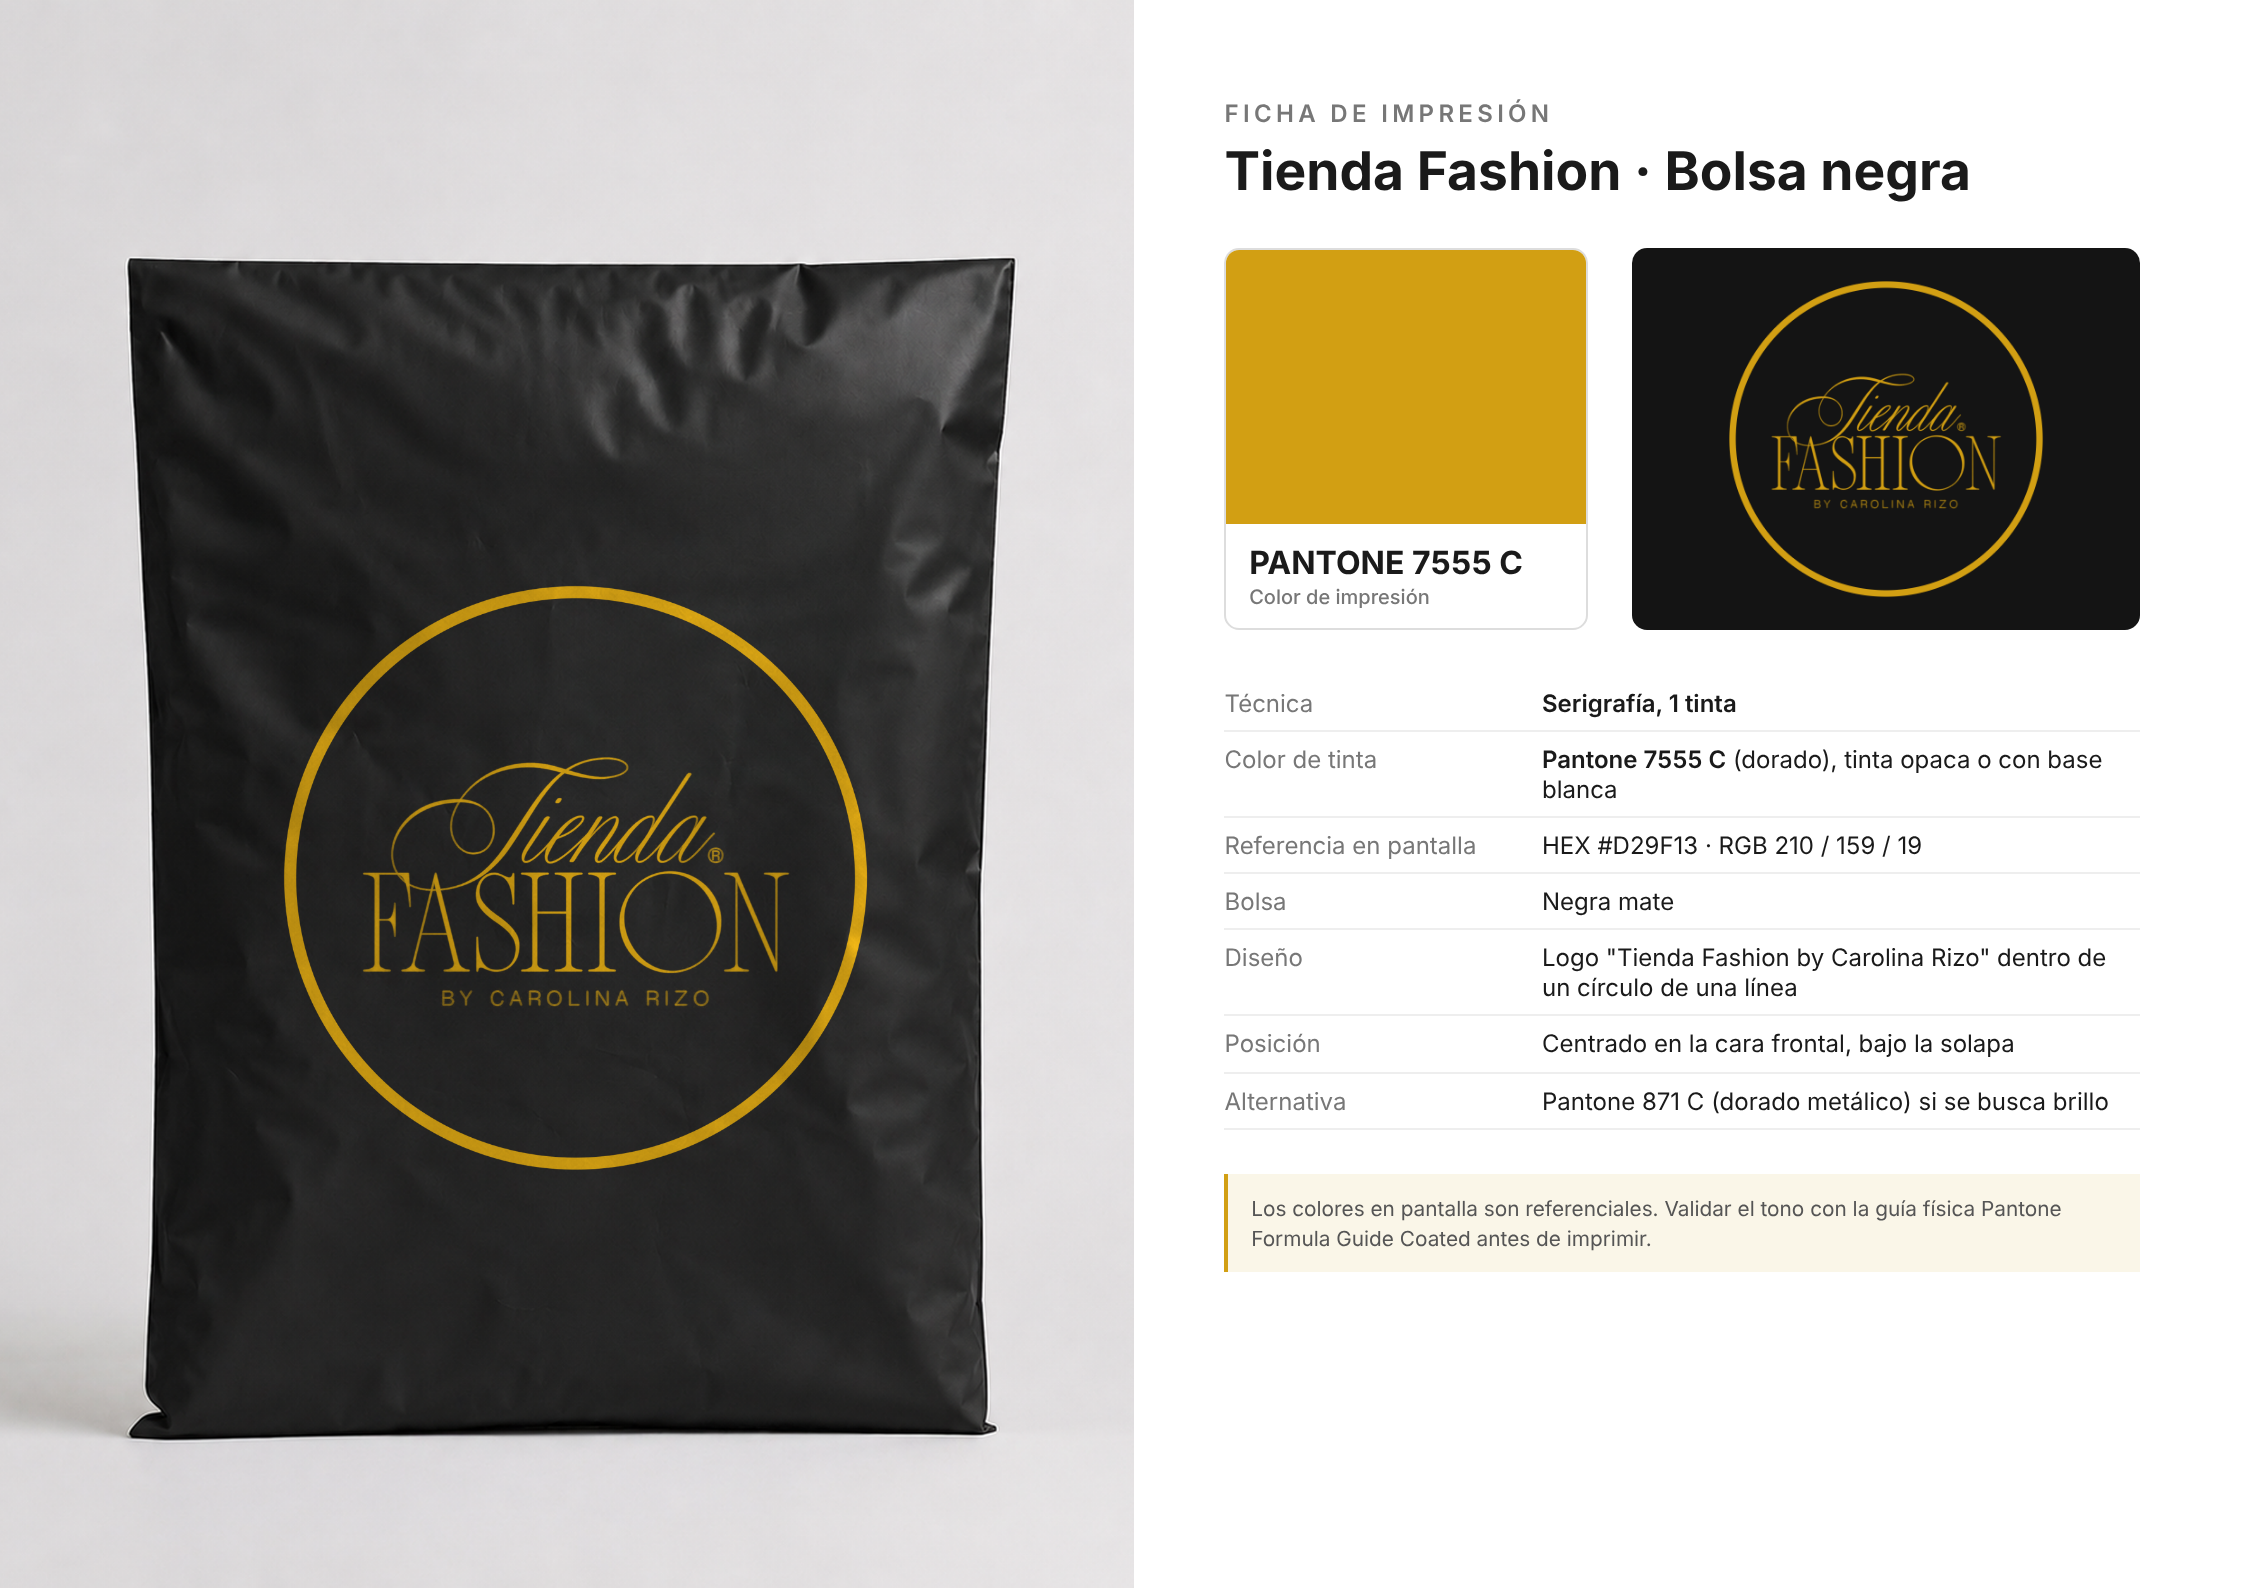 Tienda®
FASHION
BY CAROLINA RIZO
FICHA DE IMPRESIÓN
Tienda Fashion · Bolsa negra
PANTONE 7555 C
Color de impresión
Tienda®
FASHION
BY CAROLINA RIZO
Técnica Serigrafía, 1 tinta
Color de tinta Pantone 7555 C (dorado), tinta opaca o con base
blanca
Referencia en pantalla HEX #D29F13 · RGB 210 / 159 / 19
Bolsa Negra mate
Diseño Logo "Tienda Fashion by Carolina Rizo" dentro de
un círculo de una línea
Posición Centrado en la cara frontal, bajo la solapa
Alternativa Pantone 871 C (dorado metálico) si se busca brillo
Los colores en pantalla son referenciales. Validar el tono con la guía física Pantone
Formula Guide Coated antes de imprimir.